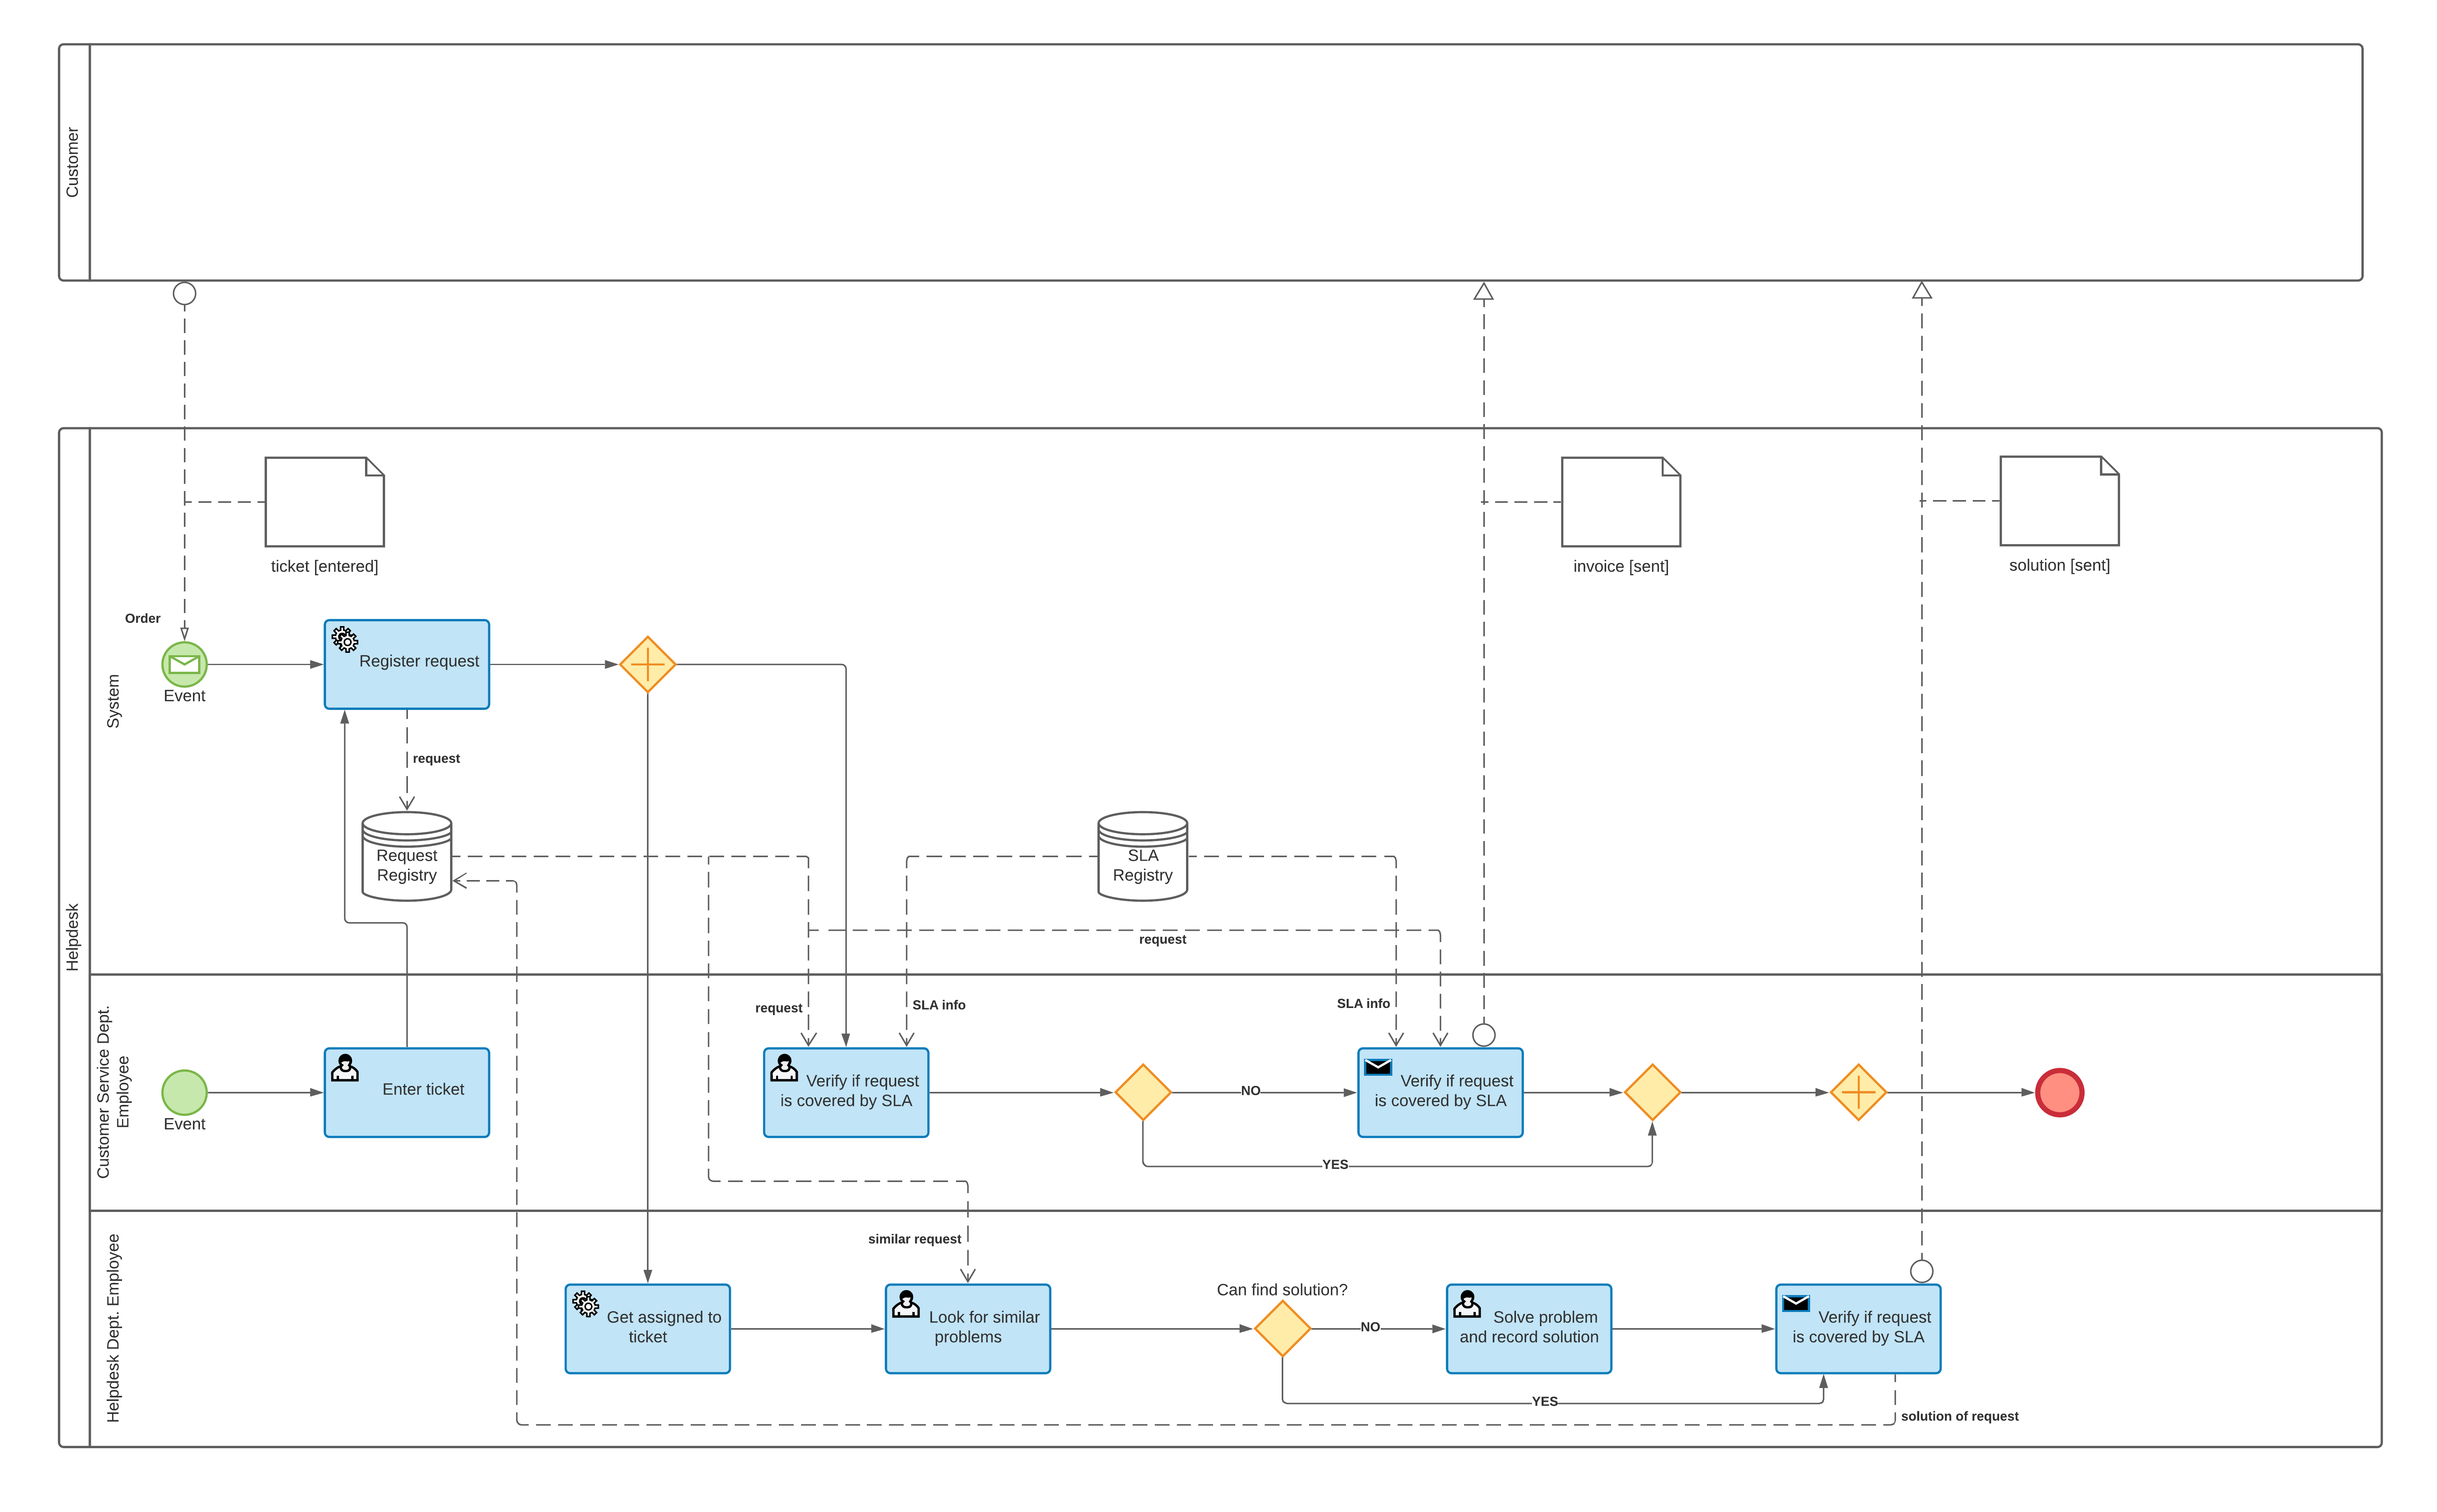 Customer
Helpdesk
System
ticket [entered]
invoice [sent]
solution [sent]
Order
Event
Register request
request
Request
Registry
SLA
Registry
request
Customer Service Dept.
Employee
request
SLA info
SLA info
Event
Enter ticket
Verify if request
is covered by SLA
NO
Verify if request
is covered by SLA
YES
Helpdesk Dept. Employee
similar request
Get assigned to
ticket
Look for similar
problems
Can find solution?
NO
Solve problem
and record solution
Verify if request
is covered by SLA
YES
solution of request